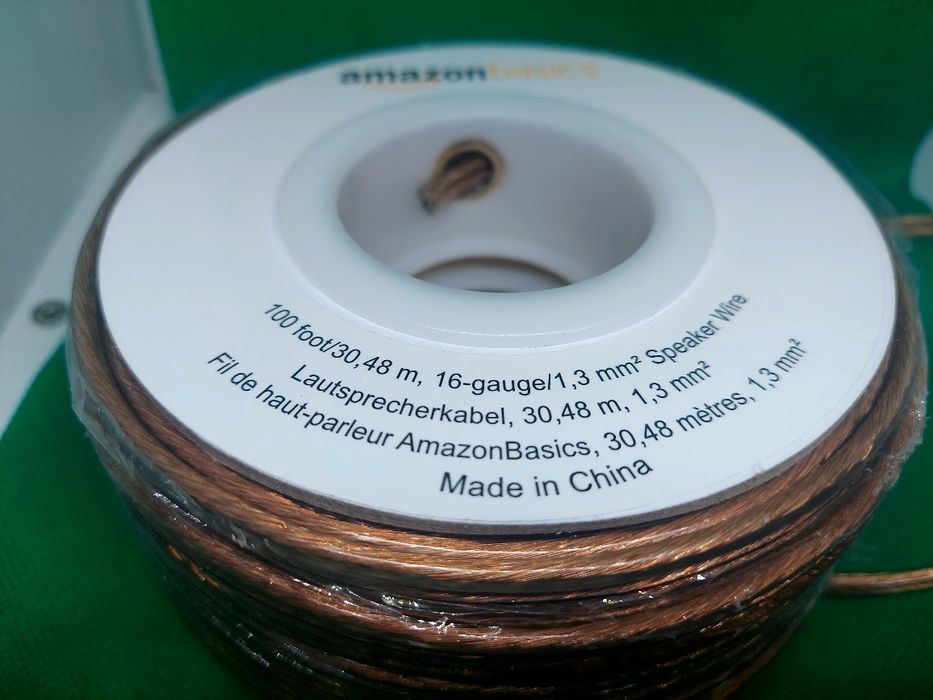 amazonbasics
100 foot/30,48 m, 16-gauge/1,3 mm² Speaker Wire
Lautsprecherkabel, 30,48 m, 1,3 mm²
Fil de haut-parleur AmazonBasics, 30,48 mètres, 1,3 mm²
Made in China